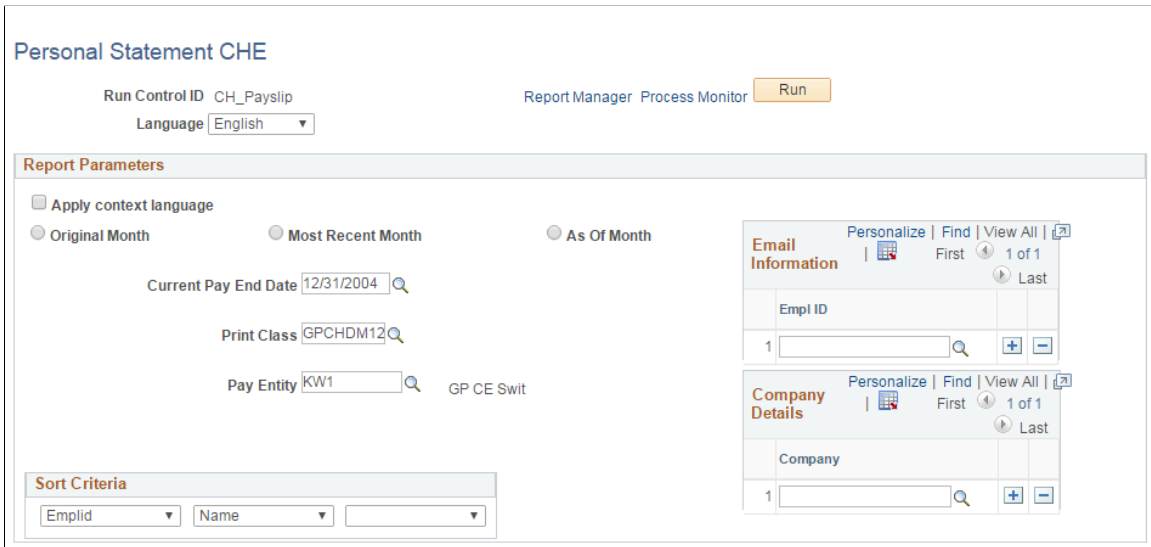 Personal Statement CHE
Run Control ID CH_Payslip
Report Manager Process Monitor Run
Language English
Report Parameters
Apply context language
Original Month Most Recent Month As Of Month
Current Pay End Date 12/31/2004
Print Class GPCHDM12
Pay Entity KW1 GP CE Swit
Email Information
Personalize | Find | View All |
| First 1 of 1
Last
Empl ID
1
Company Details
Personalize | Find | View All |
| First 1 of 1
Last
Company
1
Sort Criteria
Emplid Name